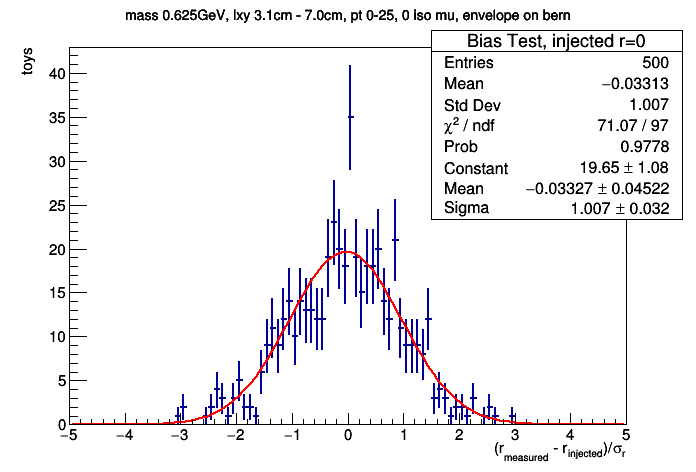 mass 0.625GeV, lxy 3.1cm - 7.0cm, pt 0-25, 0 iso mu, envelope on bern
Bias Test, injected r=0
Entries 500
Mean −0.03313
Std Dev 1.007
χ² / ndf 71.07 / 97
Prob 0.9778
Constant 19.65 ± 1.08
Mean −0.03327 ± 0.04522
Sigma 1.007 ± 0.032
toys
40
35
30
25
20
15
10
5
0
−5 −4 −3 −2 −1 0 1 2 3 4 5
(r_measured - r_injected)/σ_r